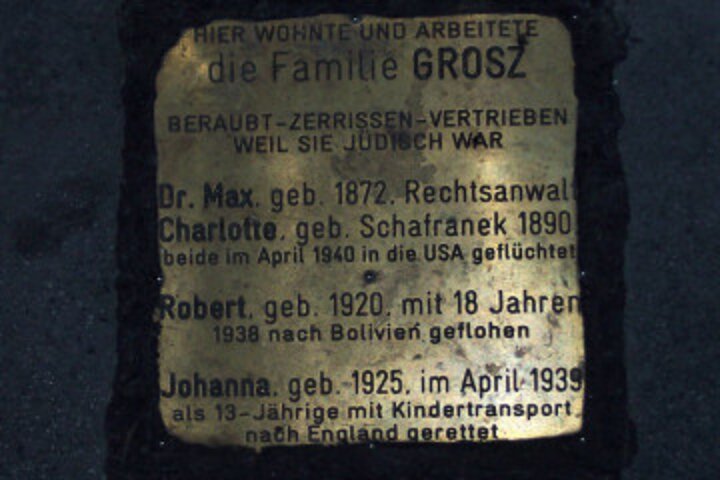 HIER WOHNTE UND ARBEITETE
die Familie GROSZ
BERAUBT-ZERRISSEN-VERTRIEBEN
WEIL SIE JÜDISCH WAR
Dr. Max. geb. 1872. Rechtsanwalt
Charlotte. geb. Schafranek 1890
beide im April 1940 in die USA geflüchtet
Robert. geb. 1920. mit 18 Jahren
1938 nach Bolivien geflohen
Johanna. geb. 1925. im April 1939
als 13-Jährige mit Kindertransport
nach England gerettet